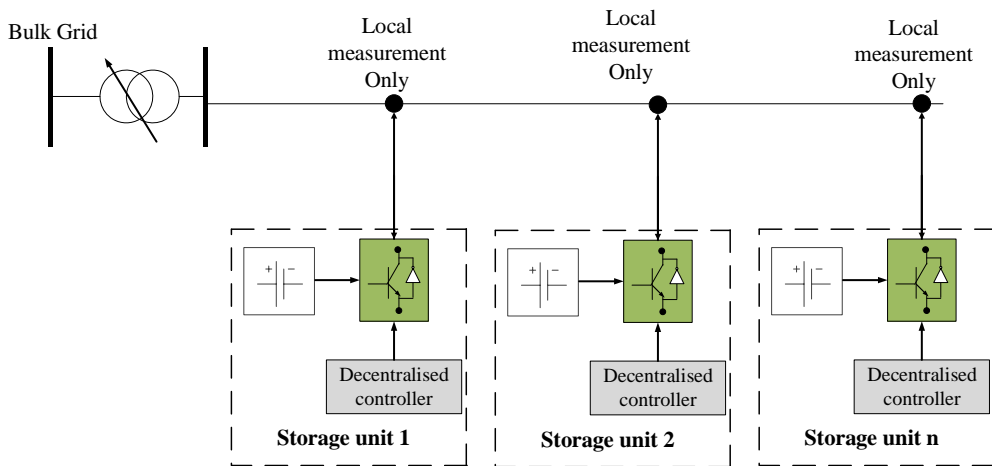 Bulk Grid
Local
measurement
Only
Local
measurement
Only
Local
measurement
Only
+ −
+ −
+ −
Decentralised
controller
Decentralised
controller
Decentralised
controller
Storage unit 1
Storage unit 2
Storage unit n